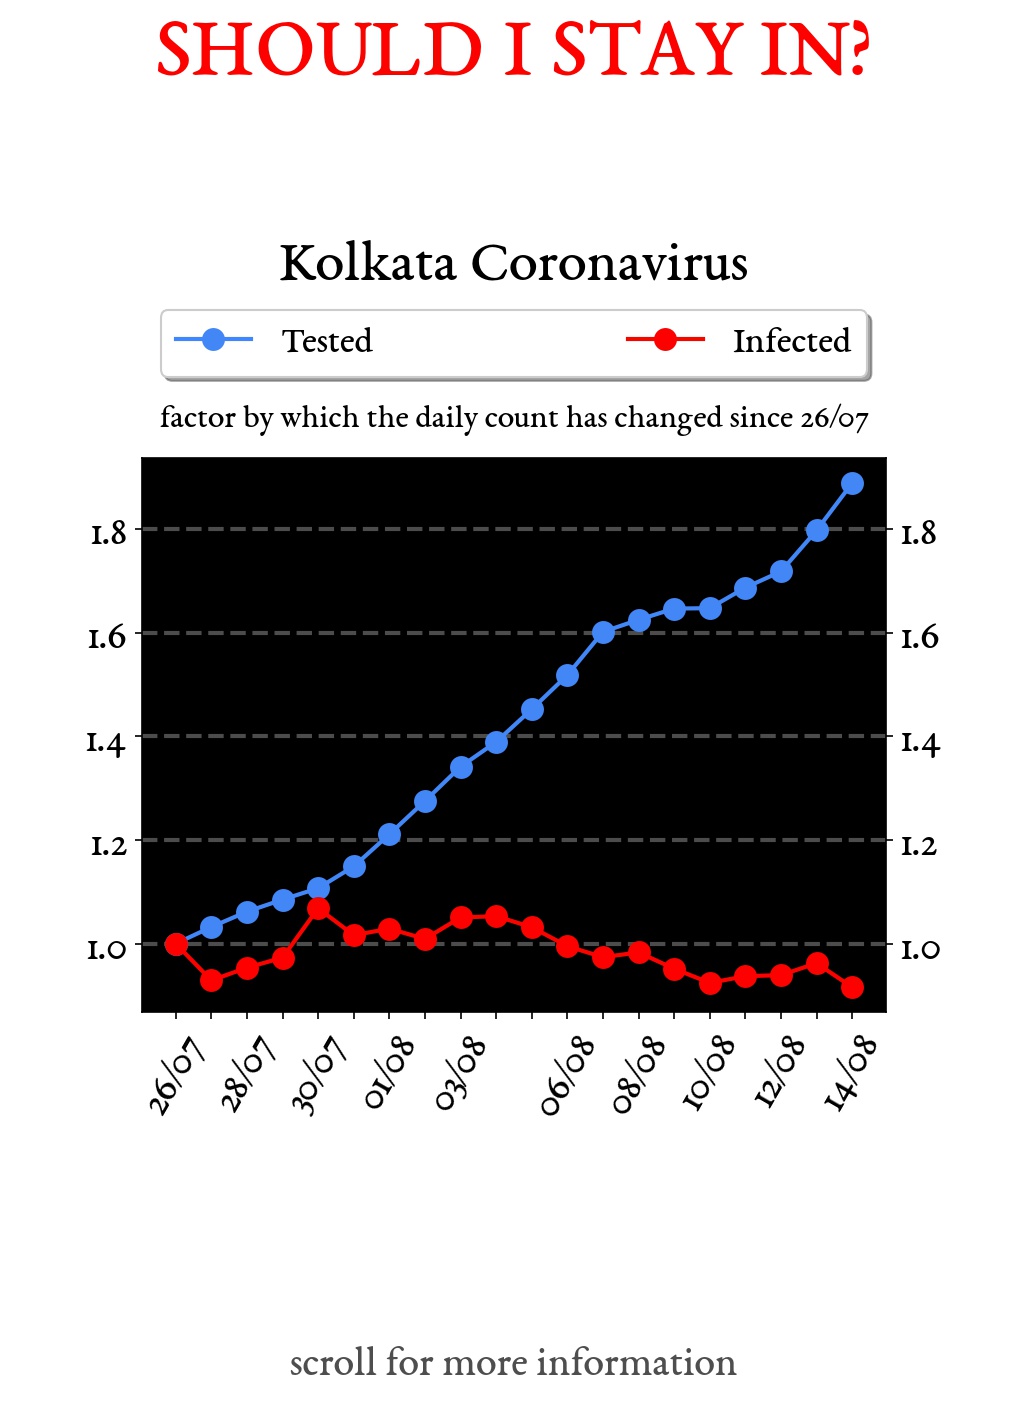 SHOULD I STAY IN?
Kolkata Coronavirus
Tested Infected
factor by which the daily count has changed since 26/07
1.8 1.8
1.6 1.6
1.4 1.4
1.2 1.2
1.0 1.0
26/07 28/07 30/07 01/08 03/08 06/08 08/08 10/08 12/08 14/08
scroll for more information